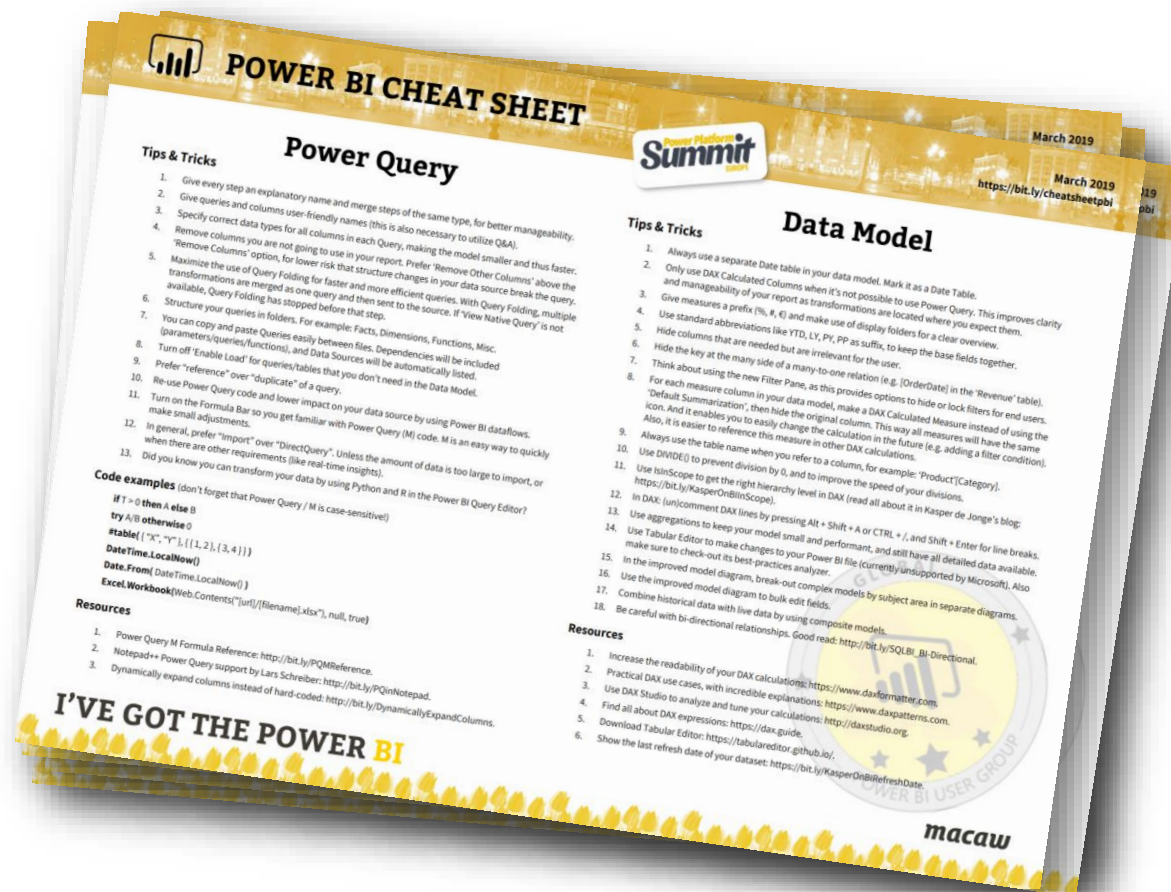 POWER BI CHEAT SHEET
Power Platform
Summit
EUROPE
March 2019
March 2019
https://bit.ly/cheatsheetpbi
Power Query
Tips & Tricks
1. Give every step an explanatory name and merge steps of the same type, for better manageability.
2. Give queries and columns user-friendly names (this is also necessary to utilize Q&A).
3. Specify correct data types for all columns in each Query, making the model smaller and thus faster.
4. Remove columns you are not going to use in your report. Prefer 'Remove Other Columns' above the
'Remove Columns' option, for lower risk that structure changes in your data source break the query.
5. Maximize the use of Query Folding for faster and more efficient queries. With Query Folding, multiple
transformations are merged as one query and then sent to the source. If 'View Native Query' is not
available, Query Folding has stopped before that step.
6. Structure your queries in folders. For example: Facts, Dimensions, Functions, Misc.
7. You can copy and paste Queries easily between files. Dependencies will be included
(parameters/queries/functions), and Data Sources will be automatically listed.
8. Turn off 'Enable Load' for queries/tables that you don't need in the Data Model.
9. Prefer "reference" over "duplicate" of a query.
10. Re-use Power Query code and lower impact on your data source by using Power BI dataflows.
11. Turn on the Formula Bar so you get familiar with Power Query (M) code. M is an easy way to quickly
make small adjustments.
12. In general, prefer "Import" over "DirectQuery". Unless the amount of data is too large to import, or
when there are other requirements (like real-time insights).
13. Did you know you can transform your data by using Python and R in the Power BI Query Editor?
Code examples (don't forget that Power Query / M is case-sensitive!)
if T > 0 then A else B
try A/B otherwise 0
#table( { "X", "Y" }, { { 1, 2 }, { 3, 4 } } )
DateTime.LocalNow()
Date.From( DateTime.LocalNow() )
Excel.Workbook(Web.Contents("[url]/[filename].xlsx"), null, true)
Resources
1. Power Query M Formula Reference: http://bit.ly/PQMReference.
2. Notepad++ Power Query support by Lars Schreiber: http://bit.ly/PQinNotepad.
3. Dynamically expand columns instead of hard-coded: http://bit.ly/DynamicallyExpandColumns.
I'VE GOT THE POWER BI
Data Model
Tips & Tricks
1. Always use a separate Date table in your data model. Mark it as a Date Table.
2. Only use DAX Calculated Columns when it's not possible to use Power Query. This improves clarity
and manageability of your report as transformations are located where you expect them.
3. Give measures a prefix (%, #, €) and make use of display folders for a clear overview.
4. Use standard abbreviations like YTD, LY, PY, PP as suffix, to keep the base fields together.
5. Hide columns that are needed but are irrelevant for the user.
6. Hide the key at the many side of a many-to-one relation (e.g. [OrderDate] in the 'Revenue' table).
7. Think about using the new Filter Pane, as this provides options to hide or lock filters for end users.
8. For each measure column in your data model, make a DAX Calculated Measure instead of using the
'Default Summarization', then hide the original column. This way all measures will have the same
icon. And it enables you to easily change the calculation in the future (e.g. adding a filter condition).
Also, it is easier to reference this measure in other DAX calculations.
9. Always use the table name when you refer to a column, for example: 'Product'[Category].
10. Use DIVIDE() to prevent division by 0, and to improve the speed of your divisions.
11. Use IsInScope to get the right hierarchy level in DAX (read all about it in Kasper de Jonge's blog:
https://bit.ly/KasperOnBIInScope).
12. In DAX: (un)comment DAX lines by pressing Alt + Shift + A or CTRL + /, and Shift + Enter for line breaks.
13. Use aggregations to keep your model small and performant, and still have all detailed data available.
14. Use Tabular Editor to make changes to your Power BI file (currently unsupported by Microsoft). Also
make sure to check-out its best-practices analyzer.
15. In the improved model diagram, break-out complex models by subject area in separate diagrams.
16. Use the improved model diagram to bulk edit fields.
17. Combine historical data with live data by using composite models.
18. Be careful with bi-directional relationships. Good read: http://bit.ly/SQLBI_BI-Directional.
Resources
1. Increase the readability of your DAX calculations: https://www.daxformatter.com.
2. Practical DAX use cases, with incredible explanations: https://www.daxpatterns.com.
3. Use DAX Studio to analyze and tune your calculations: http://daxstudio.org.
4. Find all about DAX expressions: https://dax.guide.
5. Download Tabular Editor: https://tabulareditor.github.io/.
6. Show the last refresh date of your dataset: https://bit.ly/KasperOnBiRefreshDate.
GLOBAL
POWER BI USER GROUP
macaw